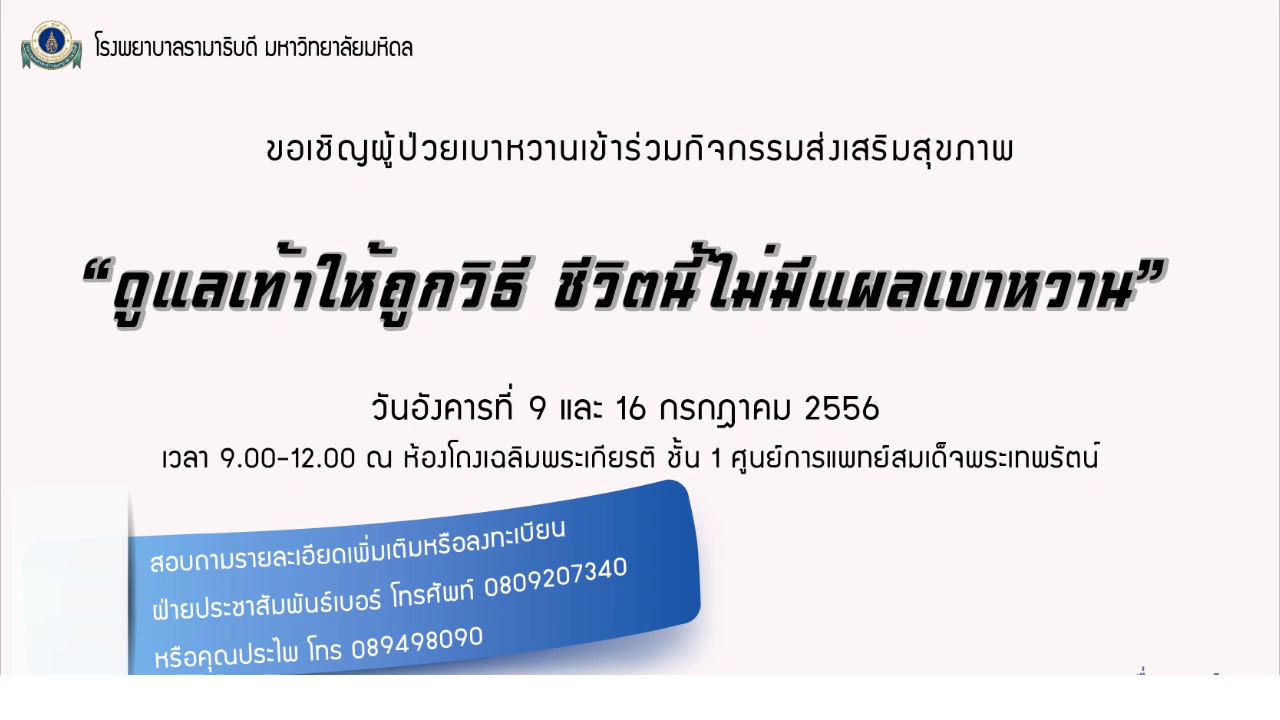 โรงพยาบาลรามาธิบดี มหาวิทยาลัยมหิดล
ขอเชิญผู้ป่วยเบาหวานเข้าร่วมกิจกรรมส่งเสริมสุขภาพ
“ดูแลเท้าให้ถูกวิธี ชีวิตนี้ไม่มีแผลเบาหวาน”
วันอังคารที่ 9 และ 16 กรกฎาคม 2556
เวลา 9.00-12.00 ณ ห้องโถงเฉลิมพระเกียรติ ชั้น 1 ศูนย์การแพทย์สมเด็จพระเทพรัตน์
สอบถามรายละเอียดเพิ่มเติมหรือลงทะเบียน
ฝ่ายประชาสัมพันธ์เบอร์ โทรศัพท์ 0809207340
หรือคุณประไพ โทร 089498090